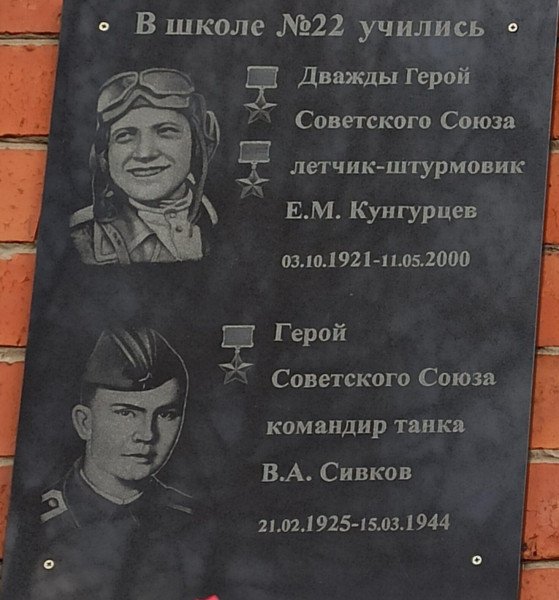 В школе №22 учились
Дважды Герой
Советского Союза
летчик-штурмовик
Е.М. Кунгурцев
03.10.1921-11.05.2000
Герой
Советского Союза
командир танка
В.А. Сивков
21.02.1925-15.03.1944